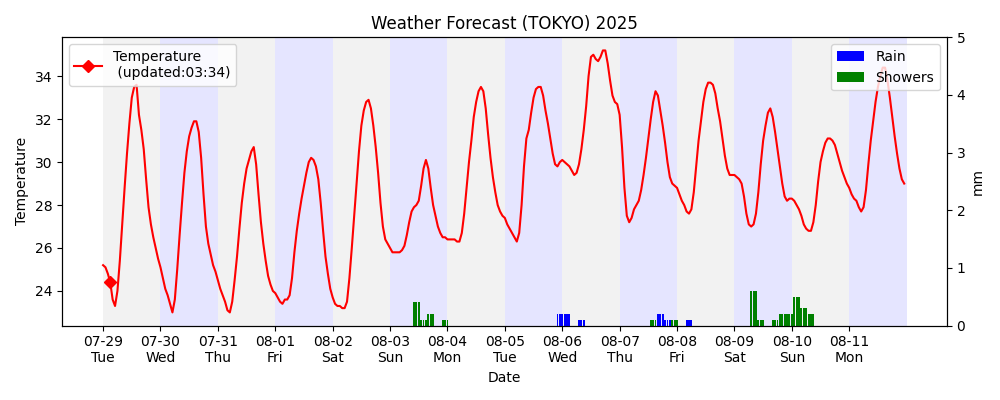 Weather Forecast (TOKYO) 2025
Temperature
(updated:03:34)
Rain
Showers
Temperature
34
32
30
28
26
24
5
4
3
2
1
0
mm
07-29 07-30 07-31 08-01 08-02 08-03 08-04 08-05 08-06 08-07 08-08 08-09 08-10 08-11
Tue Wed Thu Fri Sat Sun Mon Tue Wed Thu Fri Sat Sun Mon
Date